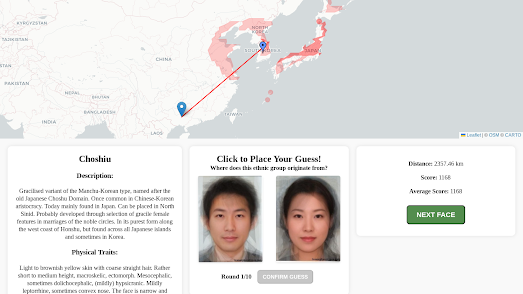 KYRGYZSTAN
TAJIKISTAN
CHINA
NORTH
KOREA
SOUTH KOREA
JAPAN
PAKISTAN
NEPAL
BHUTAN
BANGLADESH
INDIA
TAIWAN
LAOS
Leaflet | © OSM © CARTO
Choshiu
Description:
Gracilised variant of the Manchu-Korean type, named after the
old Japanese Choshu Domain. Once common in Chinese-Korean
aristocracy. Today mainly found in Japan. Can be placed in North
Sinid. Probably developed through selection of gracile female
features in marriages of the noble circles. In its purest form along
the west coast of Honshu, but found across all Japanese islands
and sometimes in Korea.
Physical Traits:
Light to brownish yellow skin with coarse straight hair. Rather
short to medium height, macroskelic, ectomorph. Mesocephalic,
sometimes dolichocephalic, (mildly) hypsicranic. Mildly
leptorrhine, sometimes convex nose. The face is narrow and
Click to Place Your Guess!
Where does this ethnic group originate from?
Round 1/10
CONFIRM GUESS
Distance: 2357.46 km
Score: 1168
Average Score: 1168
NEXT FACE